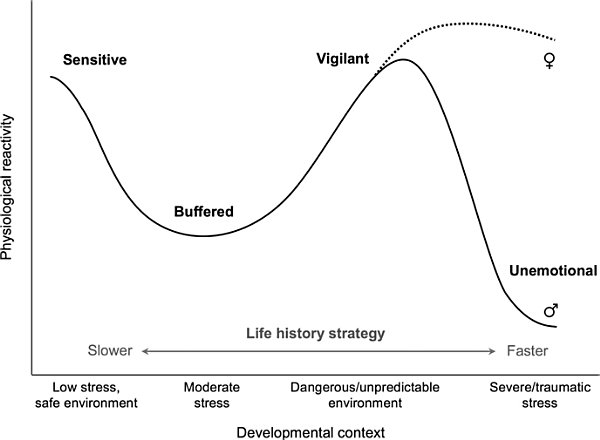 Physiological reactivity
Sensitive
Vigilant
♀
Buffered
Unemotional
♂
Life history strategy
Slower
Faster
Low stress,
safe environment
Moderate
stress
Dangerous/unpredictable
environment
Severe/traumatic
stress
Developmental context